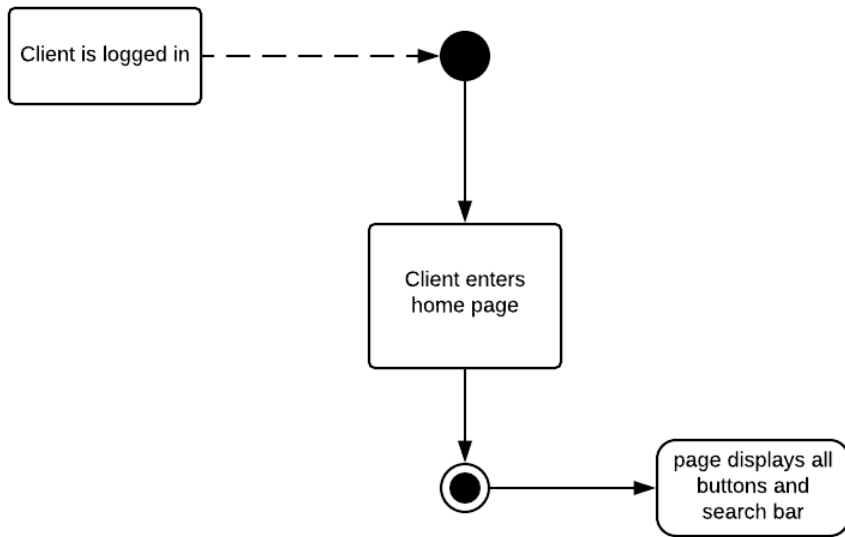 Client is logged in
Client enters
home page
page displays all
buttons and
search bar